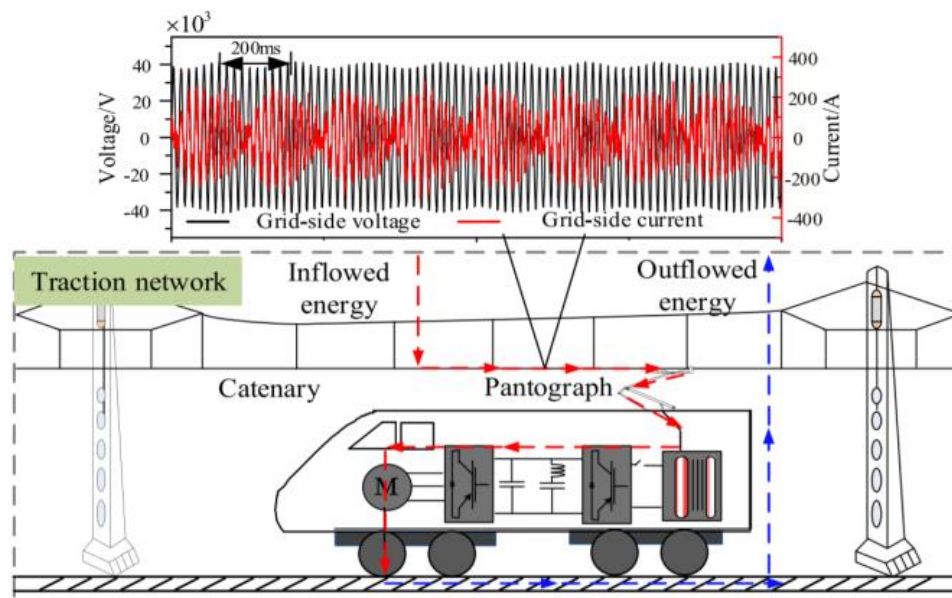 ×10³
200ms
40
20
0
-20
-40
Voltage/V
400
200
0
-200
-400
Current/A
Grid-side voltage
Grid-side current
Traction network
Inflowed
energy
Outflowed
energy
Catenary
Pantograph
M